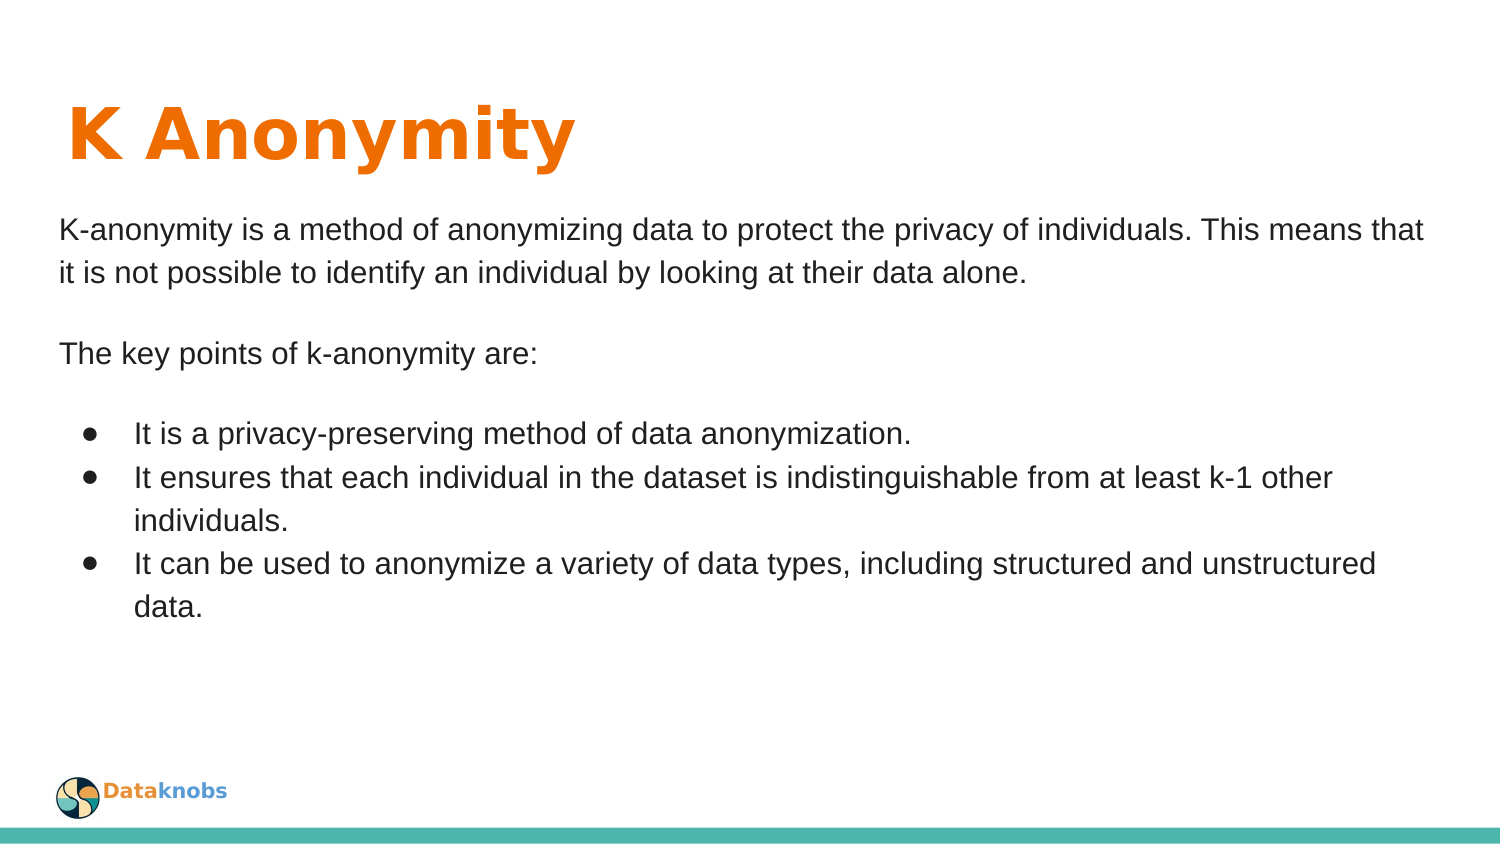 K Anonymity
K-anonymity is a method of anonymizing data to protect the privacy of individuals. This means that
it is not possible to identify an individual by looking at their data alone.
The key points of k-anonymity are:
● It is a privacy-preserving method of data anonymization.
● It ensures that each individual in the dataset is indistinguishable from at least k-1 other
individuals.
● It can be used to anonymize a variety of data types, including structured and unstructured
data.
Dataknobs